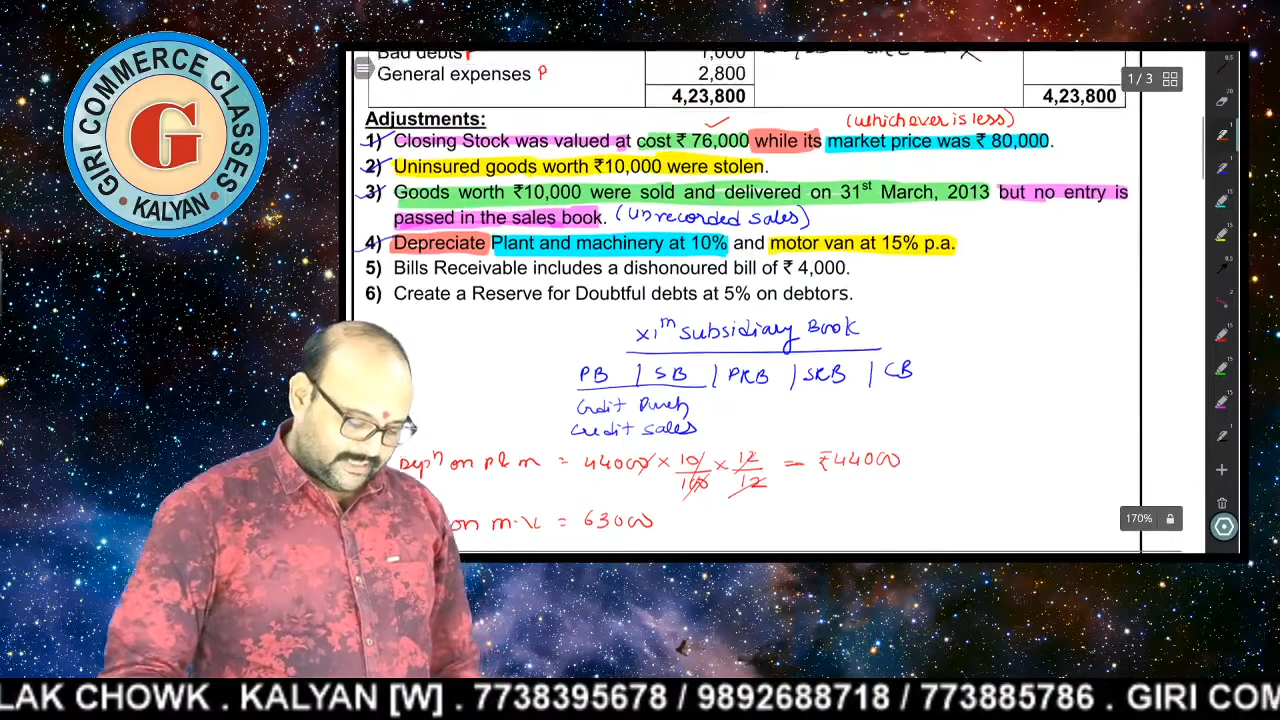 GIRI COMMERCE CLASSES
G
• KALYAN •
Bad debts P 1,000
General expenses P 2,800
4,23,800 4,23,800
1/3
Adjustments: (whichever is less)
1) Closing Stock was valued at cost ₹ 76,000 while its market price was ₹ 80,000.
2) Uninsured goods worth ₹10,000 were stolen.
3) Goods worth ₹10,000 were sold and delivered on 31st March, 2013 but no entry is
passed in the sales book. (unrecorded sales)
4) Depreciate Plant and machinery at 10% and motor van at 15% p.a.
5) Bills Receivable includes a dishonoured bill of ₹ 4,000.
6) Create a Reserve for Doubtful debts at 5% on debtors.
XIth Subsidiary Book
PB | SB | PRB | SRB | CB
Credit Purch
Credit sales
Depn on P & M = 44000 × 10/100 × 12/12 = ₹4400
on M.V = 63000
170%
LAK CHOWK . KALYAN [W] . 7738395678 / 9892688718 / 773885786 . GIRI COM